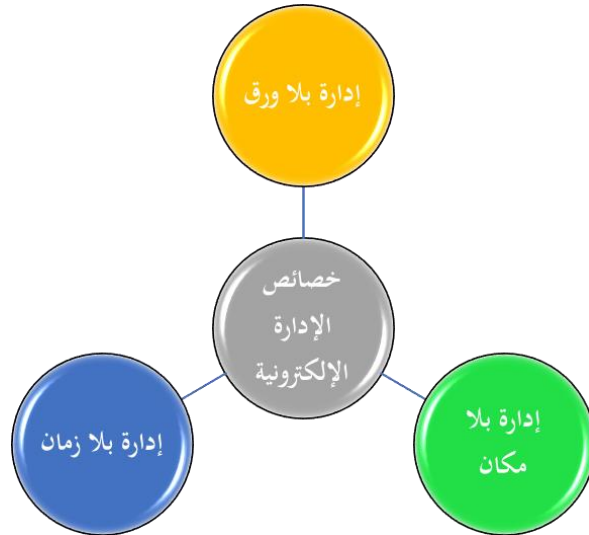 إدارة بلا ورق
خصائص
الإدارة
الإلكترونية
إدارة بلا
مكان
إدارة بلا زمان